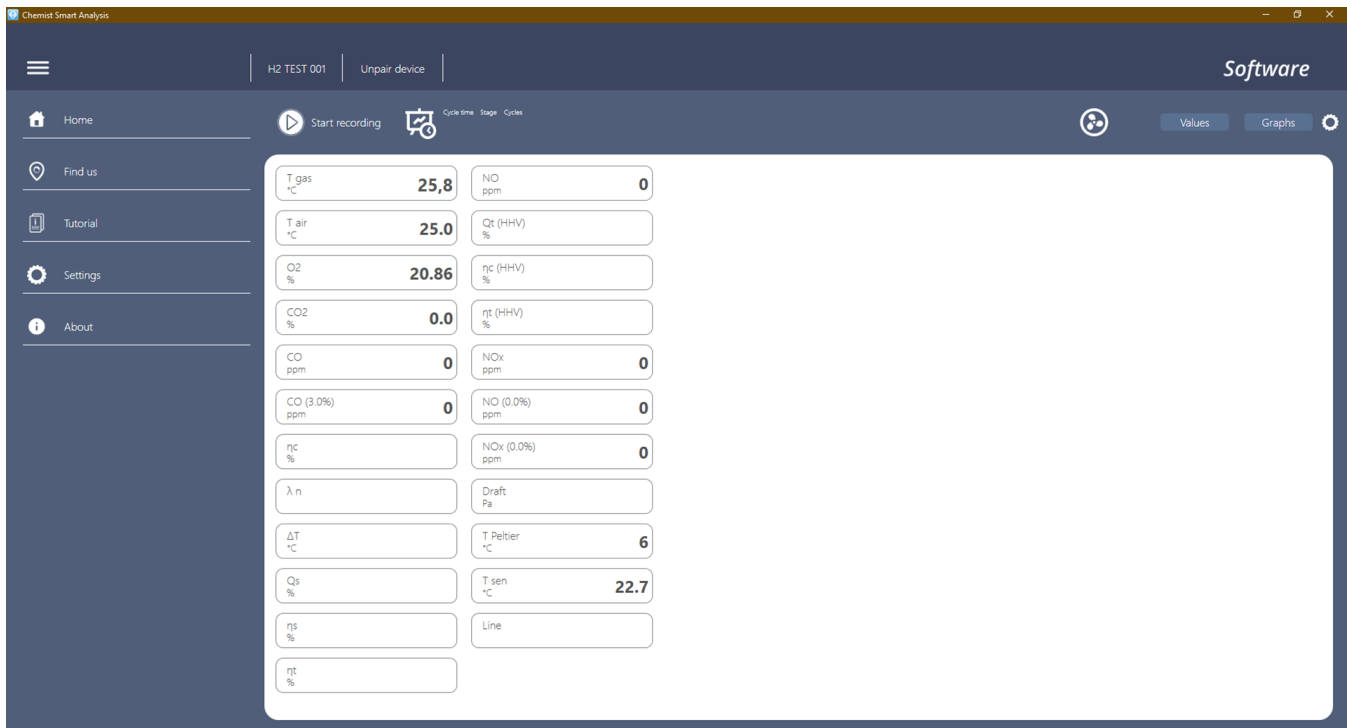 Chemist Smart Analysis
H2 TEST 001
Unpair device
Software
Home
Find us
Tutorial
Settings
About
Start recording
Cycle time Stage Cycles
Values
Graphs
T gas
°C
25,8
T air
°C
25.0
O2
%
20.86
CO2
%
0.0
CO
ppm
0
CO (3.0%)
ppm
0
ηc
%
λ n
ΔT
°C
Qs
%
ηs
%
ηt
%
NO
ppm
0
Qt (HHV)
%
ηc (HHV)
%
ηt (HHV)
%
NOx
ppm
0
NO (0.0%)
ppm
0
NOx (0.0%)
ppm
0
Draft
Pa
T Peltier
°C
6
T sen
°C
22.7
Line